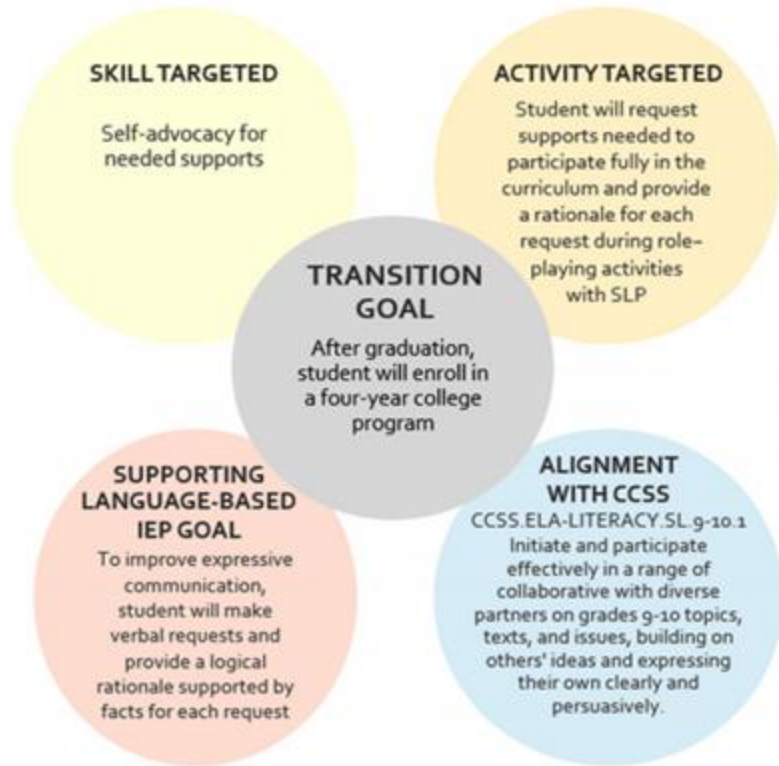 SKILL TARGETED
Self-advocacy for
needed supports
ACTIVITY TARGETED
Student will request
supports needed to
participate fully in the
curriculum and provide
a rationale for each
request during role-
playing activities
with SLP
TRANSITION
GOAL
After graduation,
student will enroll in
a four-year college
program
SUPPORTING
LANGUAGE-BASED
IEP GOAL
To improve expressive
communication,
student will make
verbal requests and
provide a logical
rationale supported by
facts for each request
ALIGNMENT
WITH CCSS
CCSS.ELA-LITERACY.SL.9-10.1
Initiate and participate
effectively in a range of
collaborative with diverse
partners on grades 9-10 topics,
texts, and issues, building on
others' ideas and expressing
their own clearly and
persuasively.